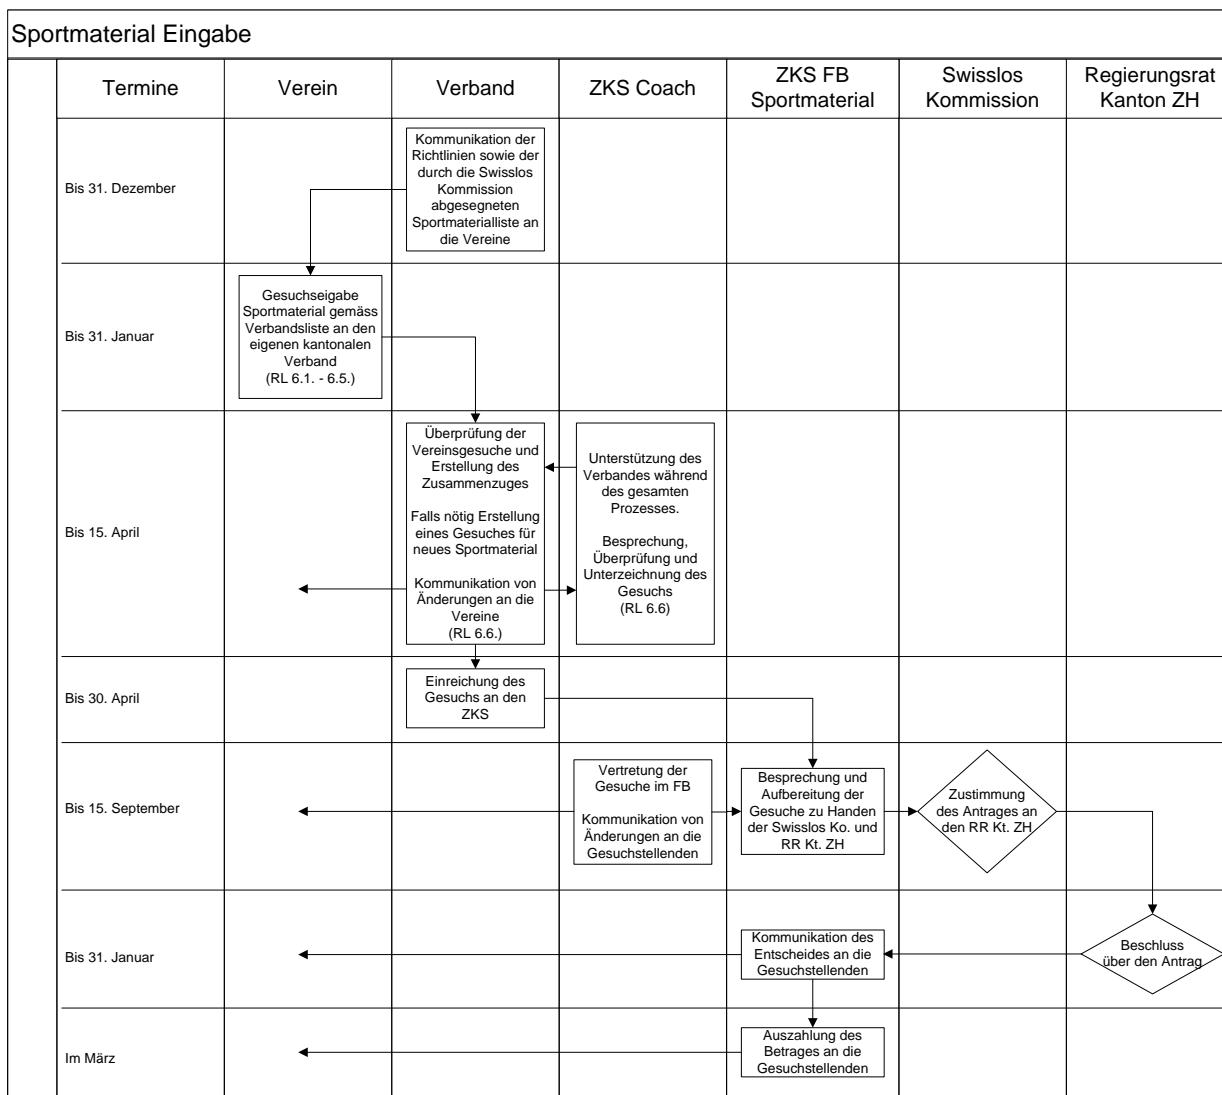 Sportmaterial Eingabe
Termine
Verein
Verband
ZKS Coach
ZKS FB
Sportmaterial
Swisslos
Kommission
Regierungsrat
Kanton ZH
Bis 31. Dezember
Kommunikation der
Richtlinien sowie der
durch die Swisslos
Kommission
abgesegneten
Sportmaterialliste an
die Vereine
Bis 31. Januar
Gesuchseigabe
Sportmaterial gemäss
Verbandsliste an den
eigenen kantonalen
Verband
(RL 6.1. - 6.5.)
Bis 15. April
Überprüfung der
Vereinsgesuche und
Erstellung des
Zusammenzuges
Falls nötig Erstellung
eines Gesuches für
neues Sportmaterial
Kommunikation von
Änderungen an die
Vereine
(RL 6.6.)
Unterstützung des
Verbandes während
des gesamten
Prozesses.
Besprechung,
Überprüfung und
Unterzeichnung des
Gesuchs
(RL 6.6)
Bis 30. April
Einreichung des
Gesuchs an den
ZKS
Bis 15. September
Vertretung der
Gesuche im FB
Kommunikation von
Änderungen an die
Gesuchstellenden
Besprechung und
Aufbereitung der
Gesuche zu Handen
der Swisslos Ko. und
RR Kt. ZH
Zustimmung
des Antrages an
den RR Kt. ZH
Bis 31. Januar
Kommunikation des
Entscheides an die
Gesuchstellenden
Beschluss
über den Antrag
Im März
Auszahlung des
Betrages an die
Gesuchstellenden